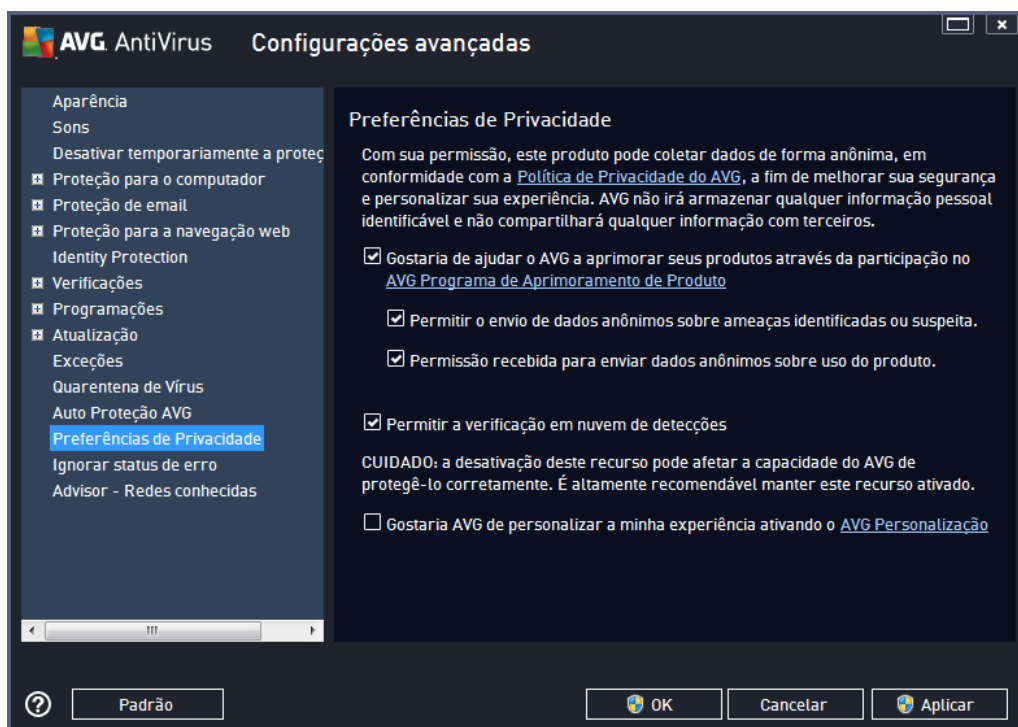 AVG. AntiVirus Configurações avançadas
Aparência
Sons
Desativar temporariamente a proteç
Proteção para o computador
Proteção de email
Proteção para a navegação web
Identity Protection
Verificações
Programações
Atualização
Exceções
Quarentena de Vírus
Auto Proteção AVG
Preferências de Privacidade
Ignorar status de erro
Advisor - Redes conhecidas
Preferências de Privacidade
Com sua permissão, este produto pode coletar dados de forma anônima, em
conformidade com a Política de Privacidade do AVG, a fim de melhorar sua segurança
e personalizar sua experiência. AVG não irá armazenar qualquer informação pessoal
identificável e não compartilhará qualquer informação com terceiros.
Gostaria de ajudar o AVG a aprimorar seus produtos através da participação no
AVG Programa de Aprimoramento de Produto
Permitir o envio de dados anônimos sobre ameaças identificadas ou suspeita.
Permissão recebida para enviar dados anônimos sobre uso do produto.
Permitir a verificação em nuvem de detecções
CUIDADO: a desativação deste recurso pode afetar a capacidade do AVG de
protegê-lo corretamente. É altamente recomendável manter este recurso ativado.
Gostaria AVG de personalizar a minha experiência ativando o AVG Personalização
Padrão
OK
Cancelar
Aplicar